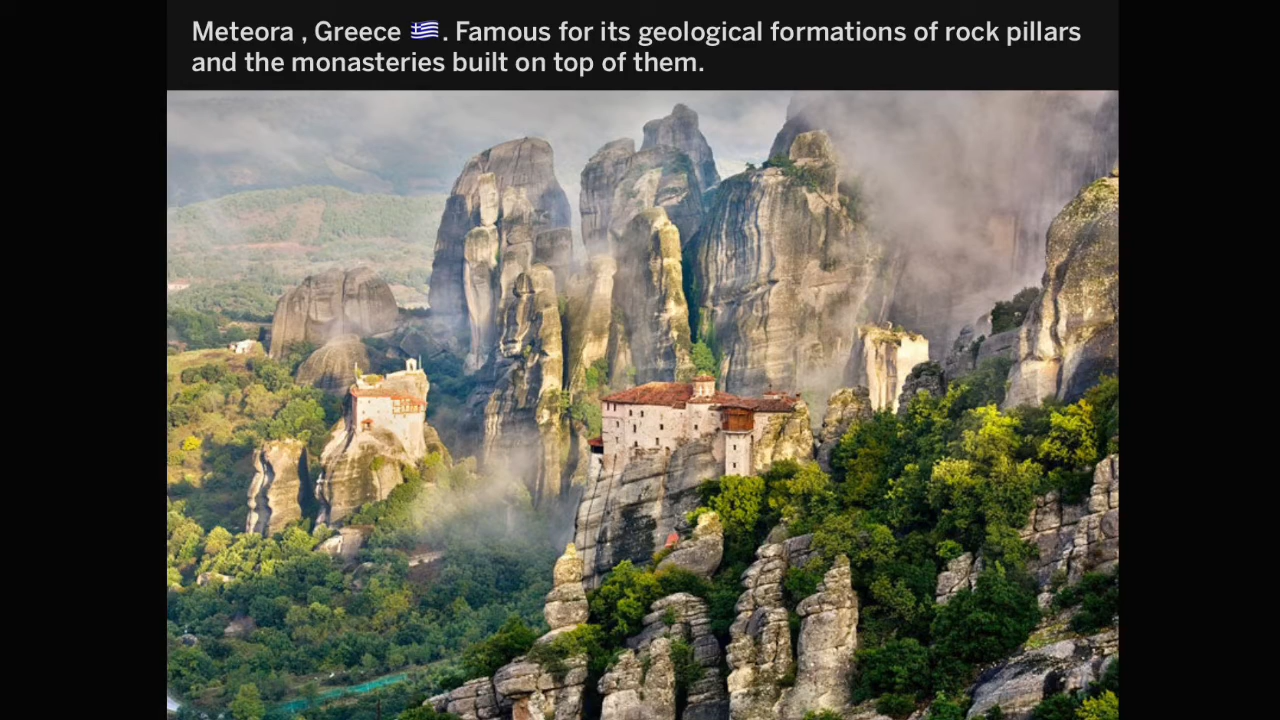 Meteora , Greece 🇬🇷. Famous for its geological formations of rock pillars
and the monasteries built on top of them.